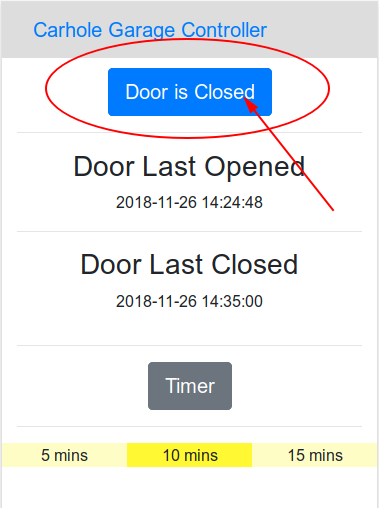 Carhole Garage Controller
Door is Closed
Door Last Opened
2018-11-26 14:24:48
Door Last Closed
2018-11-26 14:35:00
Timer
5 mins 10 mins 15 mins